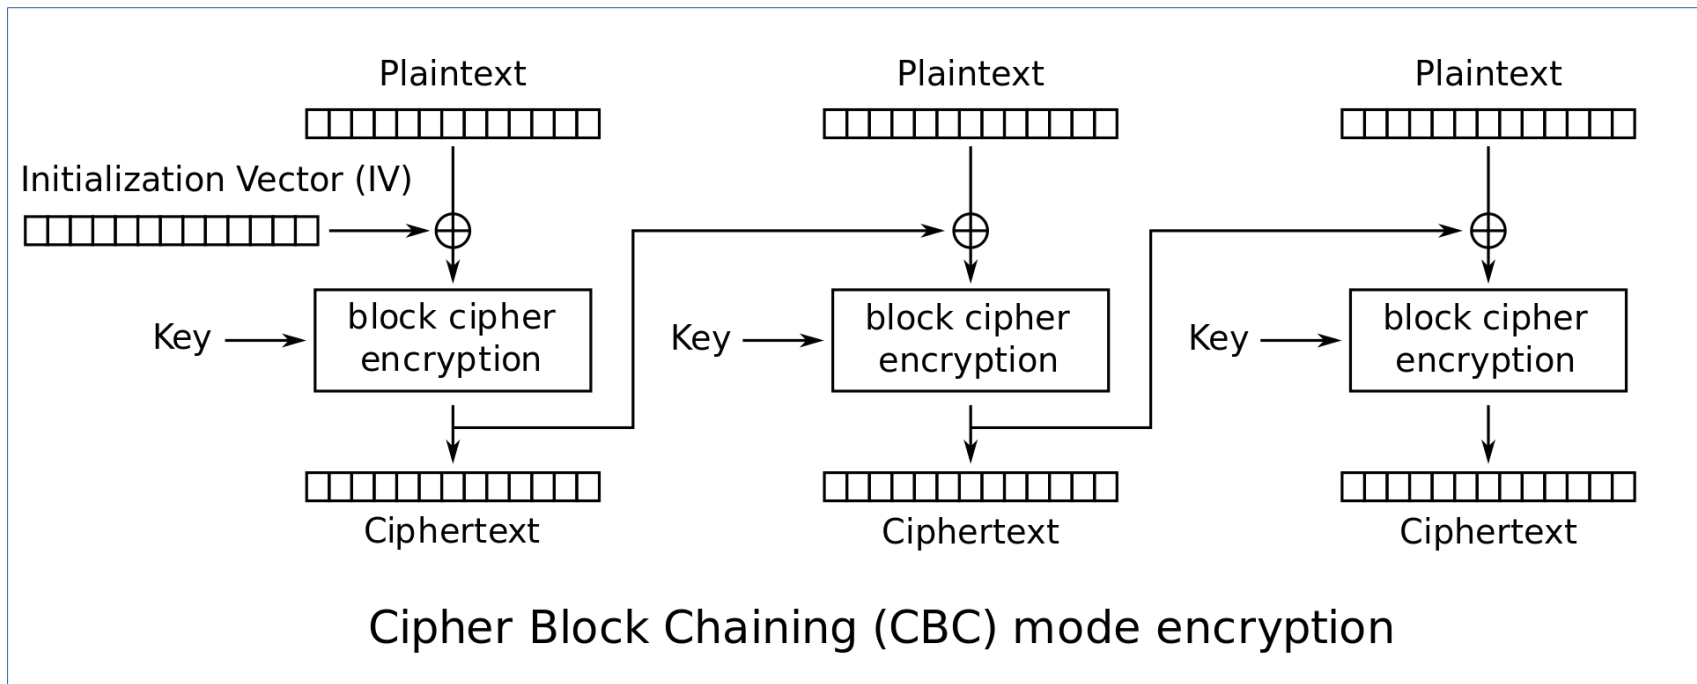 Plaintext
Plaintext
Plaintext
Initialization Vector (IV)
Key
block cipher
encryption
Key
block cipher
encryption
Key
block cipher
encryption
Ciphertext
Ciphertext
Ciphertext
Cipher Block Chaining (CBC) mode encryption